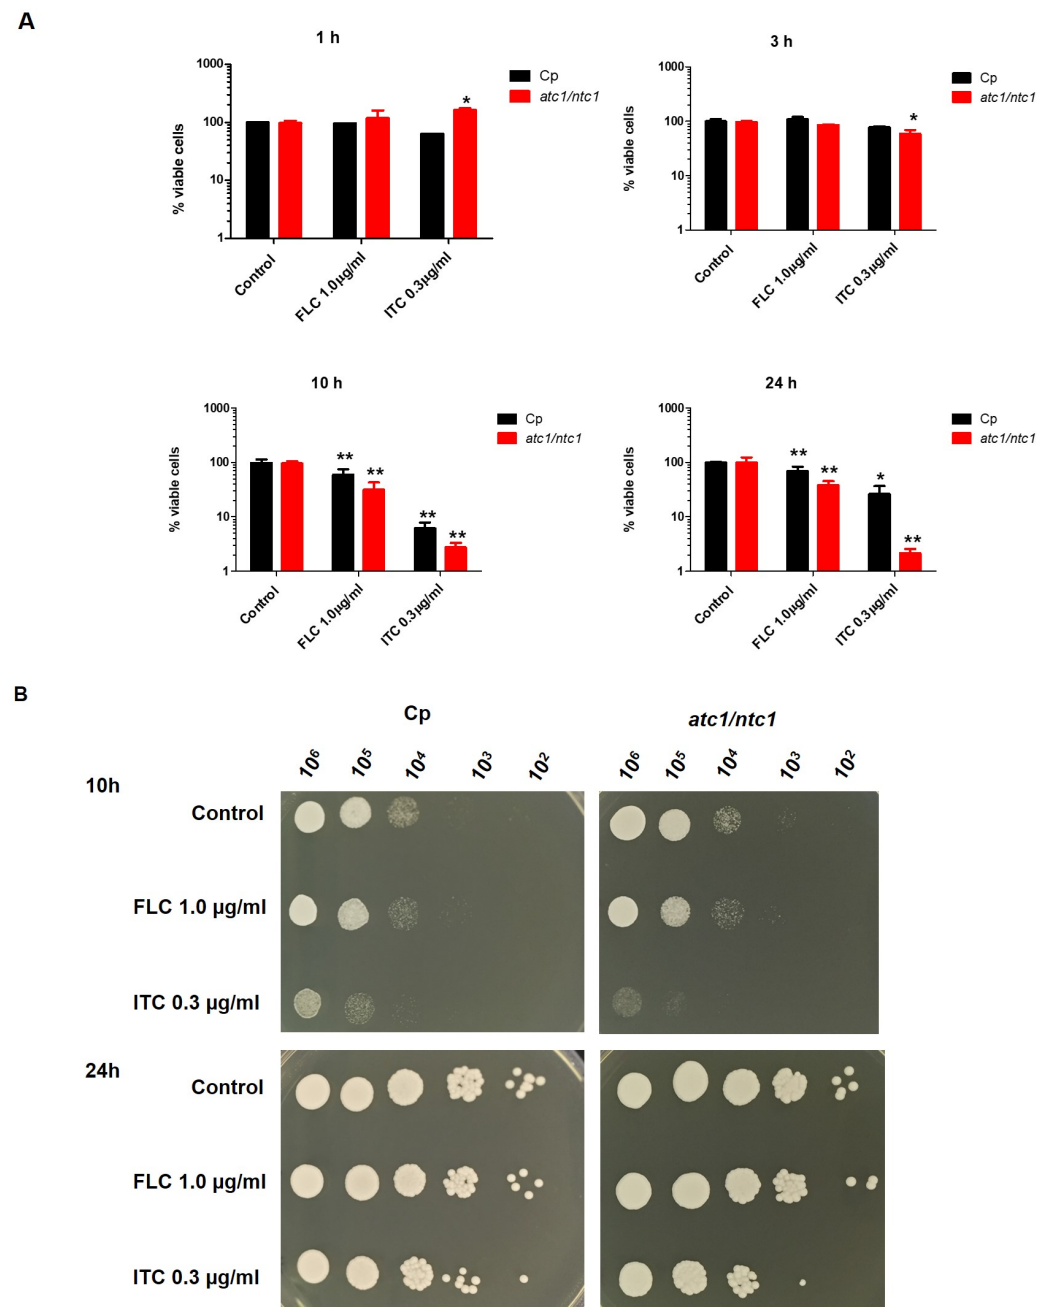 A
1 h
1000
100
10
1
% viable cells
*
Control
FLC 1.0µg/ml
ITC 0.3µg/ml
Cp
atc1/ntc1
3 h
1000
100
10
1
% viable cells
*
Control
FLC 1.0µg/ml
ITC 0.3µg/ml
Cp
atc1/ntc1
10 h
1000
100
10
1
% viable cells
** ** ** **
Control
FLC 1.0µg/ml
ITC 0.3µg/ml
Cp
atc1/ntc1
24 h
1000
100
10
1
% viable cells
** ** * **
Control
FLC 1.0µg/ml
ITC 0.3µg/ml
Cp
atc1/ntc1
B
Cp atc1/ntc1
10⁶ 10⁵ 10⁴ 10³ 10² 10⁶ 10⁵ 10⁴ 10³ 10²
10h
Control
FLC 1.0 µg/ml
ITC 0.3 µg/ml
24h
Control
FLC 1.0 µg/ml
ITC 0.3 µg/ml